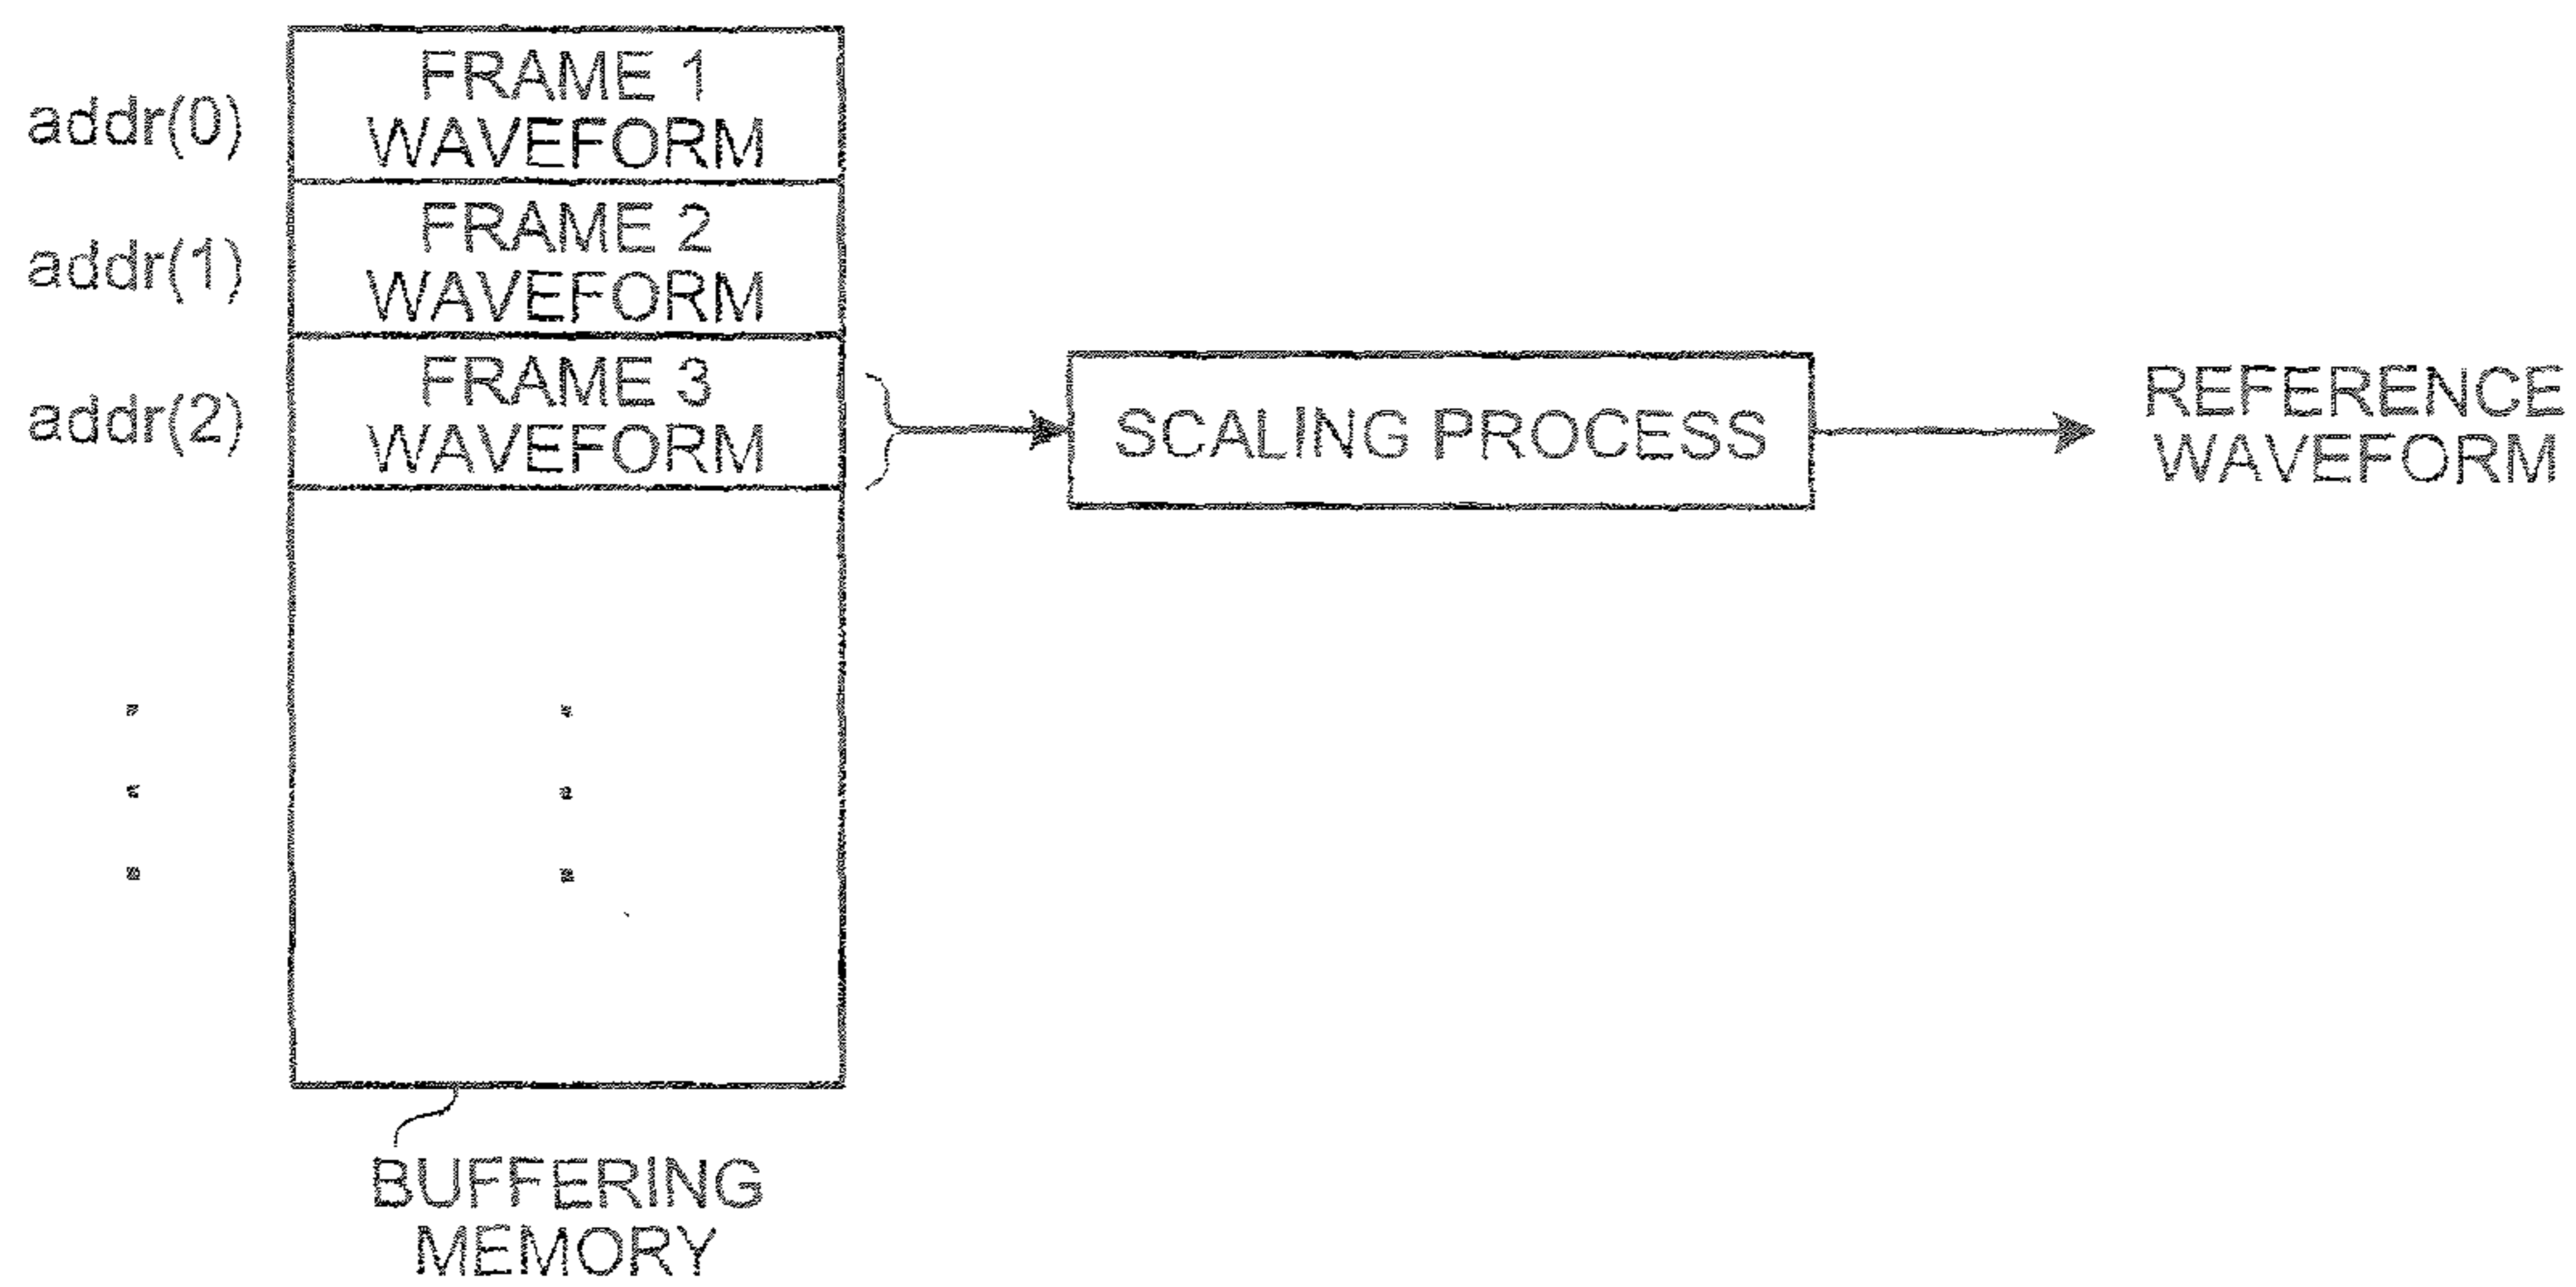 FRAME 1
WAVEFORM
addr(0)
FRAME 2
WAVEFORM
addr(1)
FRAME 3
WAVEFORM
addr(2)
SCALING PROCESS
REFERENCE
WAVEFORM
BUFFERING
MEMORY